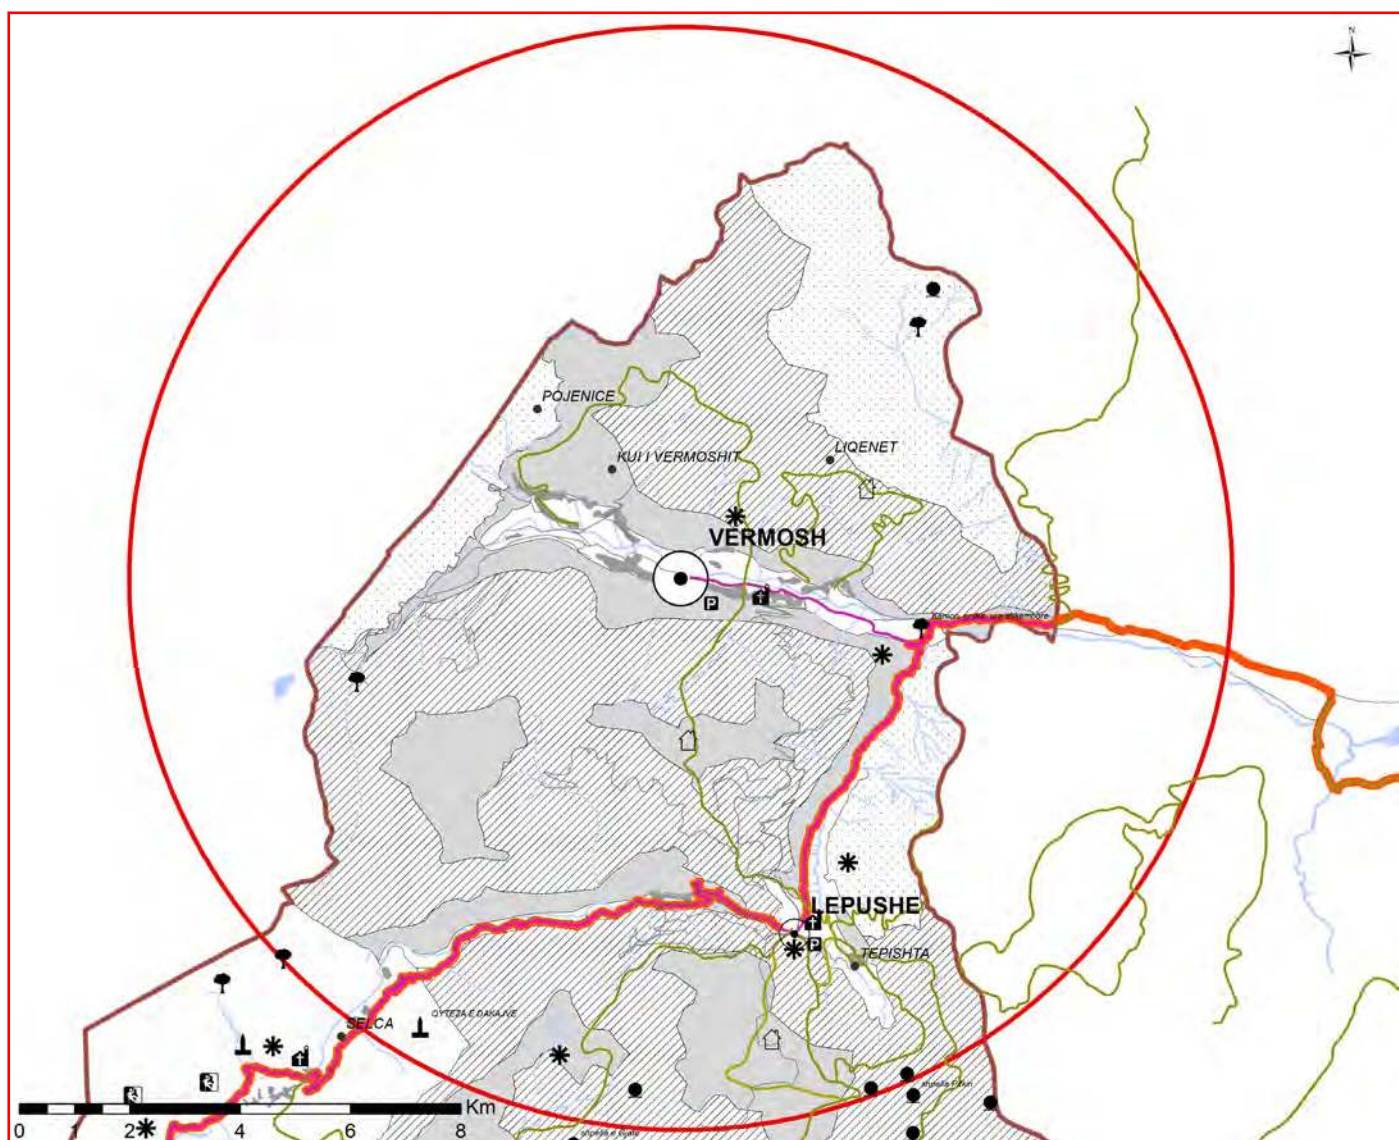 N
POJENICE
LIQENET
KUI I VERMOSHIT
VERMOSH
P
LEPUSHE
P
TEPISHTA
QYTEZA E DAKAJVE
SELCA
Km
0 1 2 4 6 8